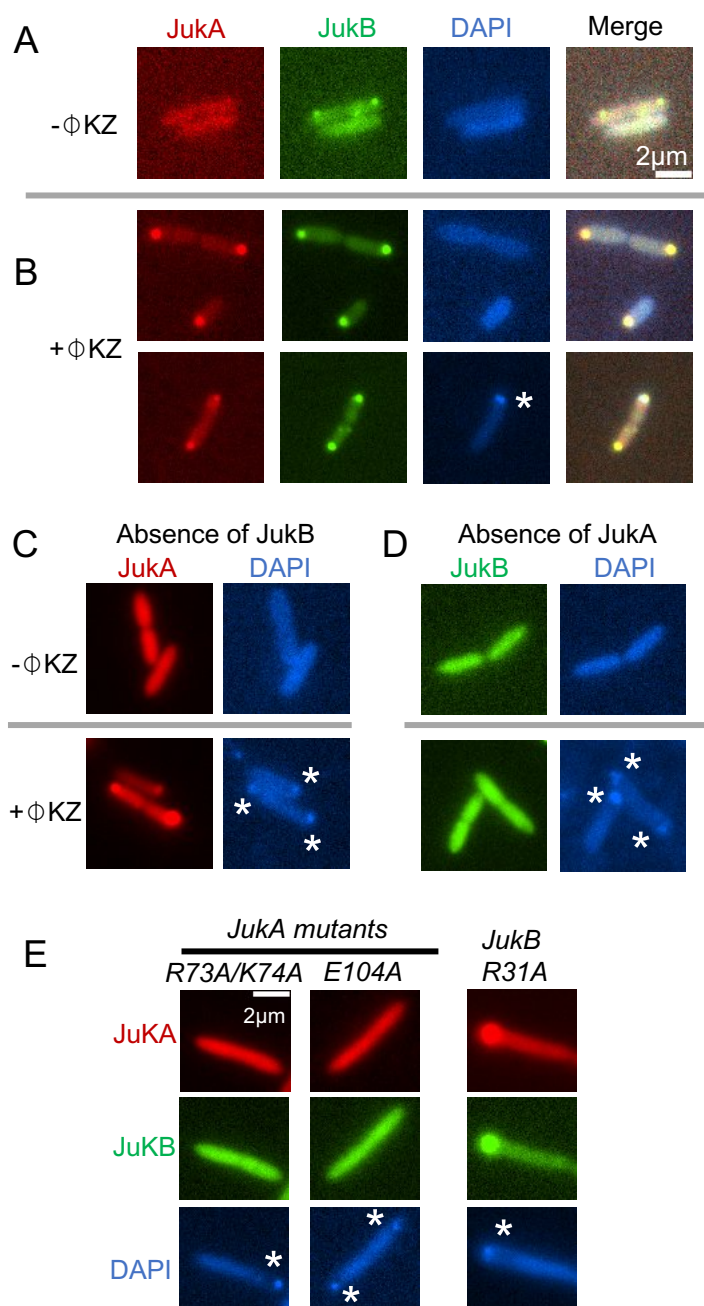 A
JukA JukB DAPI Merge
-ΦKZ
2μm
B
+ΦKZ
*
C
Absence of JukB
JukA DAPI
-ΦKZ
+ΦKZ
*
*
*
D
Absence of JukA
JukB DAPI
*
*
*
E
JukA mutants
R73A/K74A E104A
JukB
R31A
JuKA
2μm
JuKB
DAPI
*
*
*
*